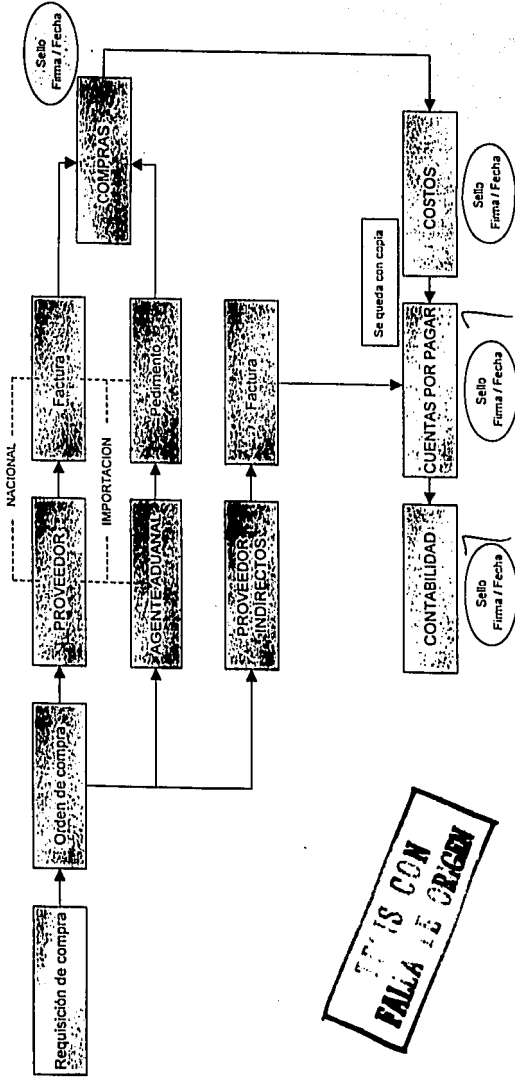 Requisición de compra
Orden de compra
NACIONAL
PROVEEDOR
Factura
IMPORTACION
AGENTE ADUANAL
Pedimento
PROVEEDOR
INDIRECTOS
Factura
COMPRAS
Sello
Firma / Fecha
CONTABILIDAD
Sello
Firma / Fecha
CUENTAS POR PAGAR
Sello
Firma / Fecha
Se queda con copia
COSTOS
Sello
Firma / Fecha
TESIS CON
FALLA DE ORIGEN